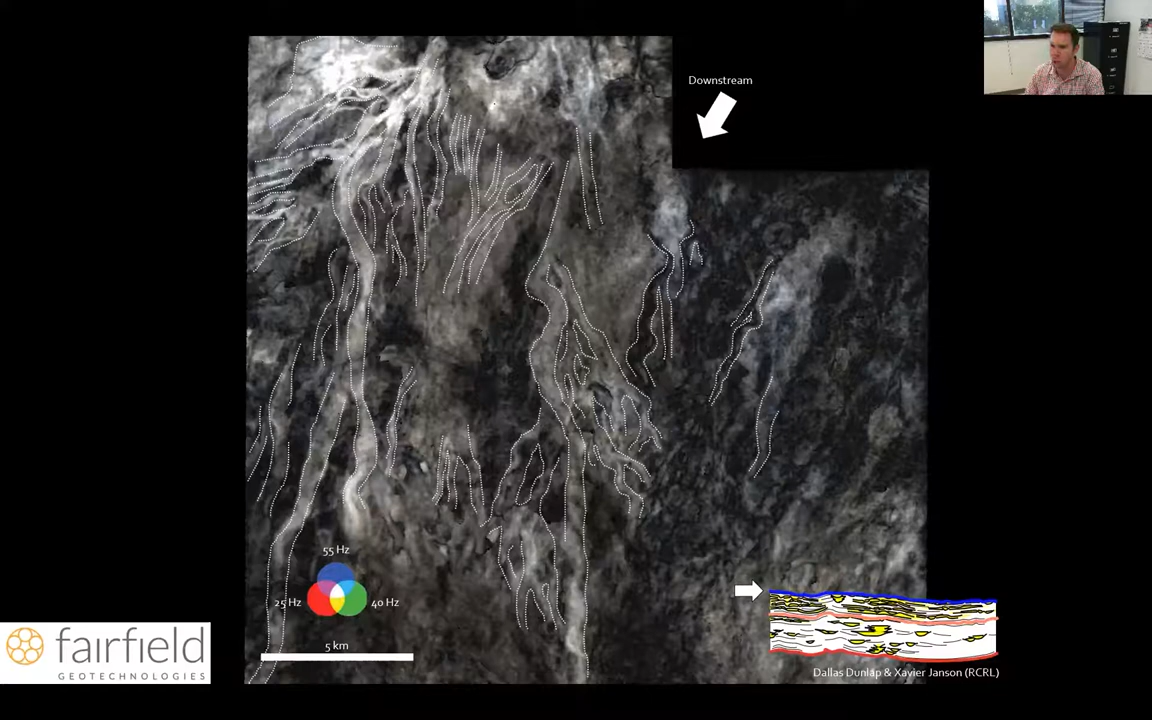 Downstream
55 Hz
25 Hz
40 Hz
5 km
fairfield
GEOTECHNOLOGIES
Dallas Dunlap & Xavier Janson (RCRL)